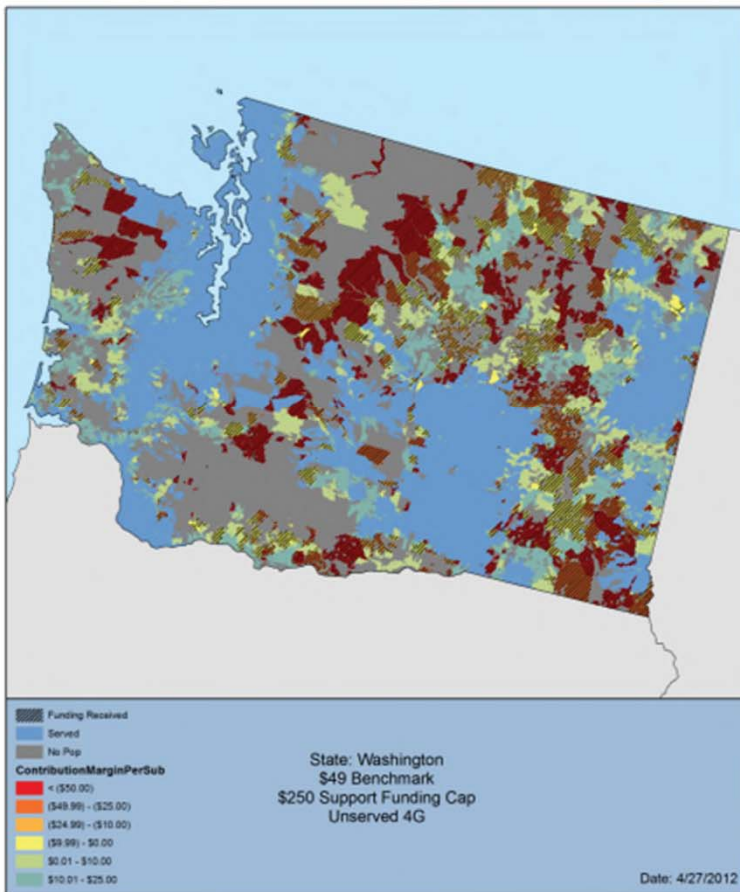 Funding Received
Served
No Pop
ContributionMarginPerSub
< ($50.00)
($49.99) - ($25.00)
($24.99) - ($10.00)
($9.99) - $0.00
$0.01 - $10.00
$10.01 - $25.00
State: Washington
$49 Benchmark
$250 Support Funding Cap
Unserved 4G
Date: 4/27/2012